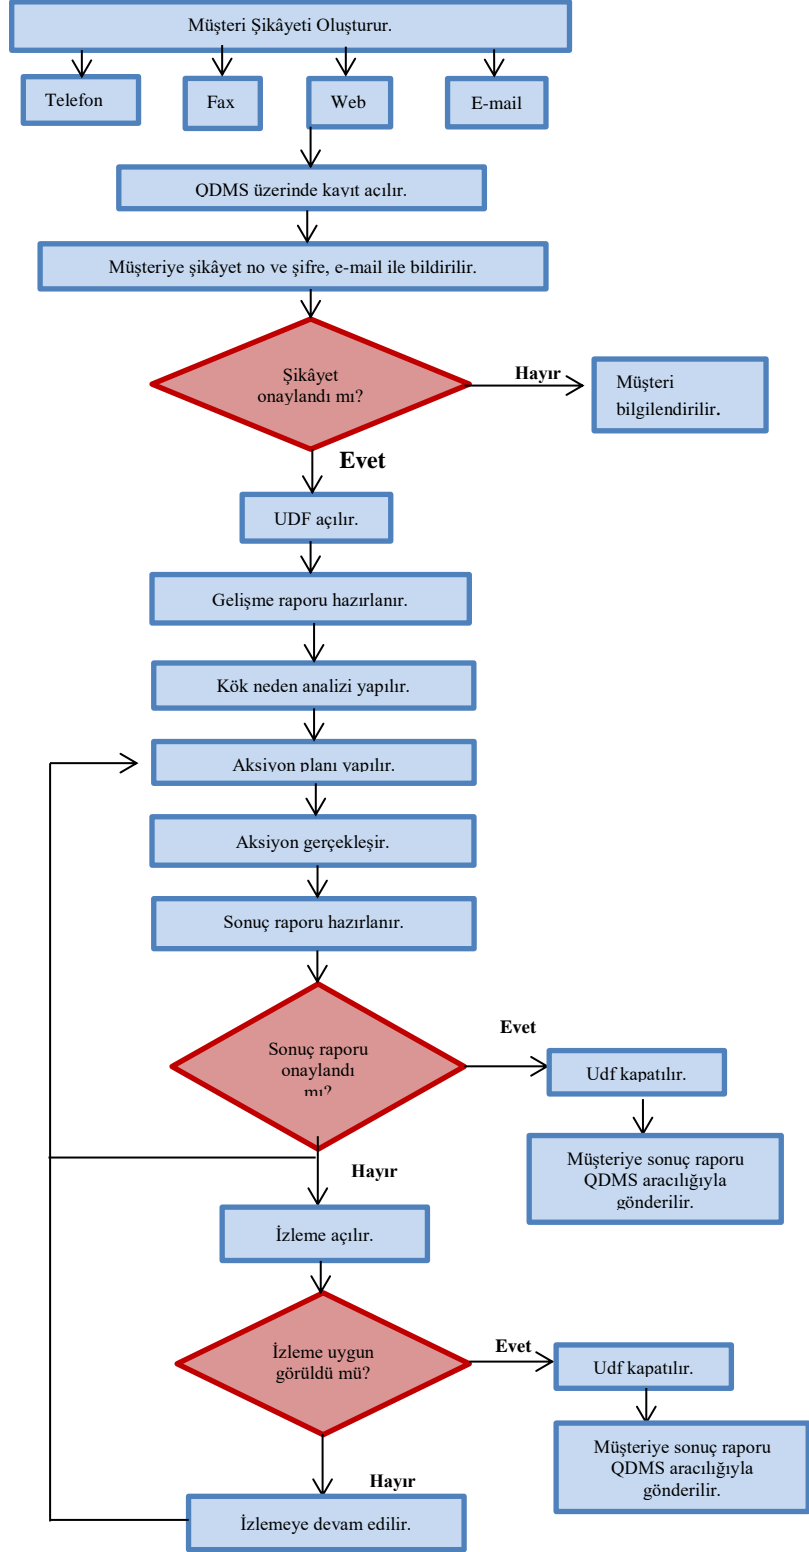 Müşteri Şikâyeti Oluşturur.
Telefon
Fax
Web
E-mail
QDMS üzerinde kayıt açılır.
Müşteriye şikâyet no ve şifre, e-mail ile bildirilir.
Şikâyet
onaylandı mı?
Hayır
Müşteri
bilgilendirilir.
Evet
UDF açılır.
Gelişme raporu hazırlanır.
Kök neden analizi yapılır.
Aksiyon planı yapılır.
Aksiyon gerçekleşir.
Sonuç raporu hazırlanır.
Sonuç raporu
onaylandı
mı?
Evet
Udf kapatılır.
Müşteriye sonuç raporu
QDMS aracılığıyla
gönderilir.
Hayır
İzleme açılır.
İzleme uygun
görüldü mü?
Evet
Udf kapatılır.
Müşteriye sonuç raporu
QDMS aracılığıyla
gönderilir.
Hayır
İzlemeye devam edilir.